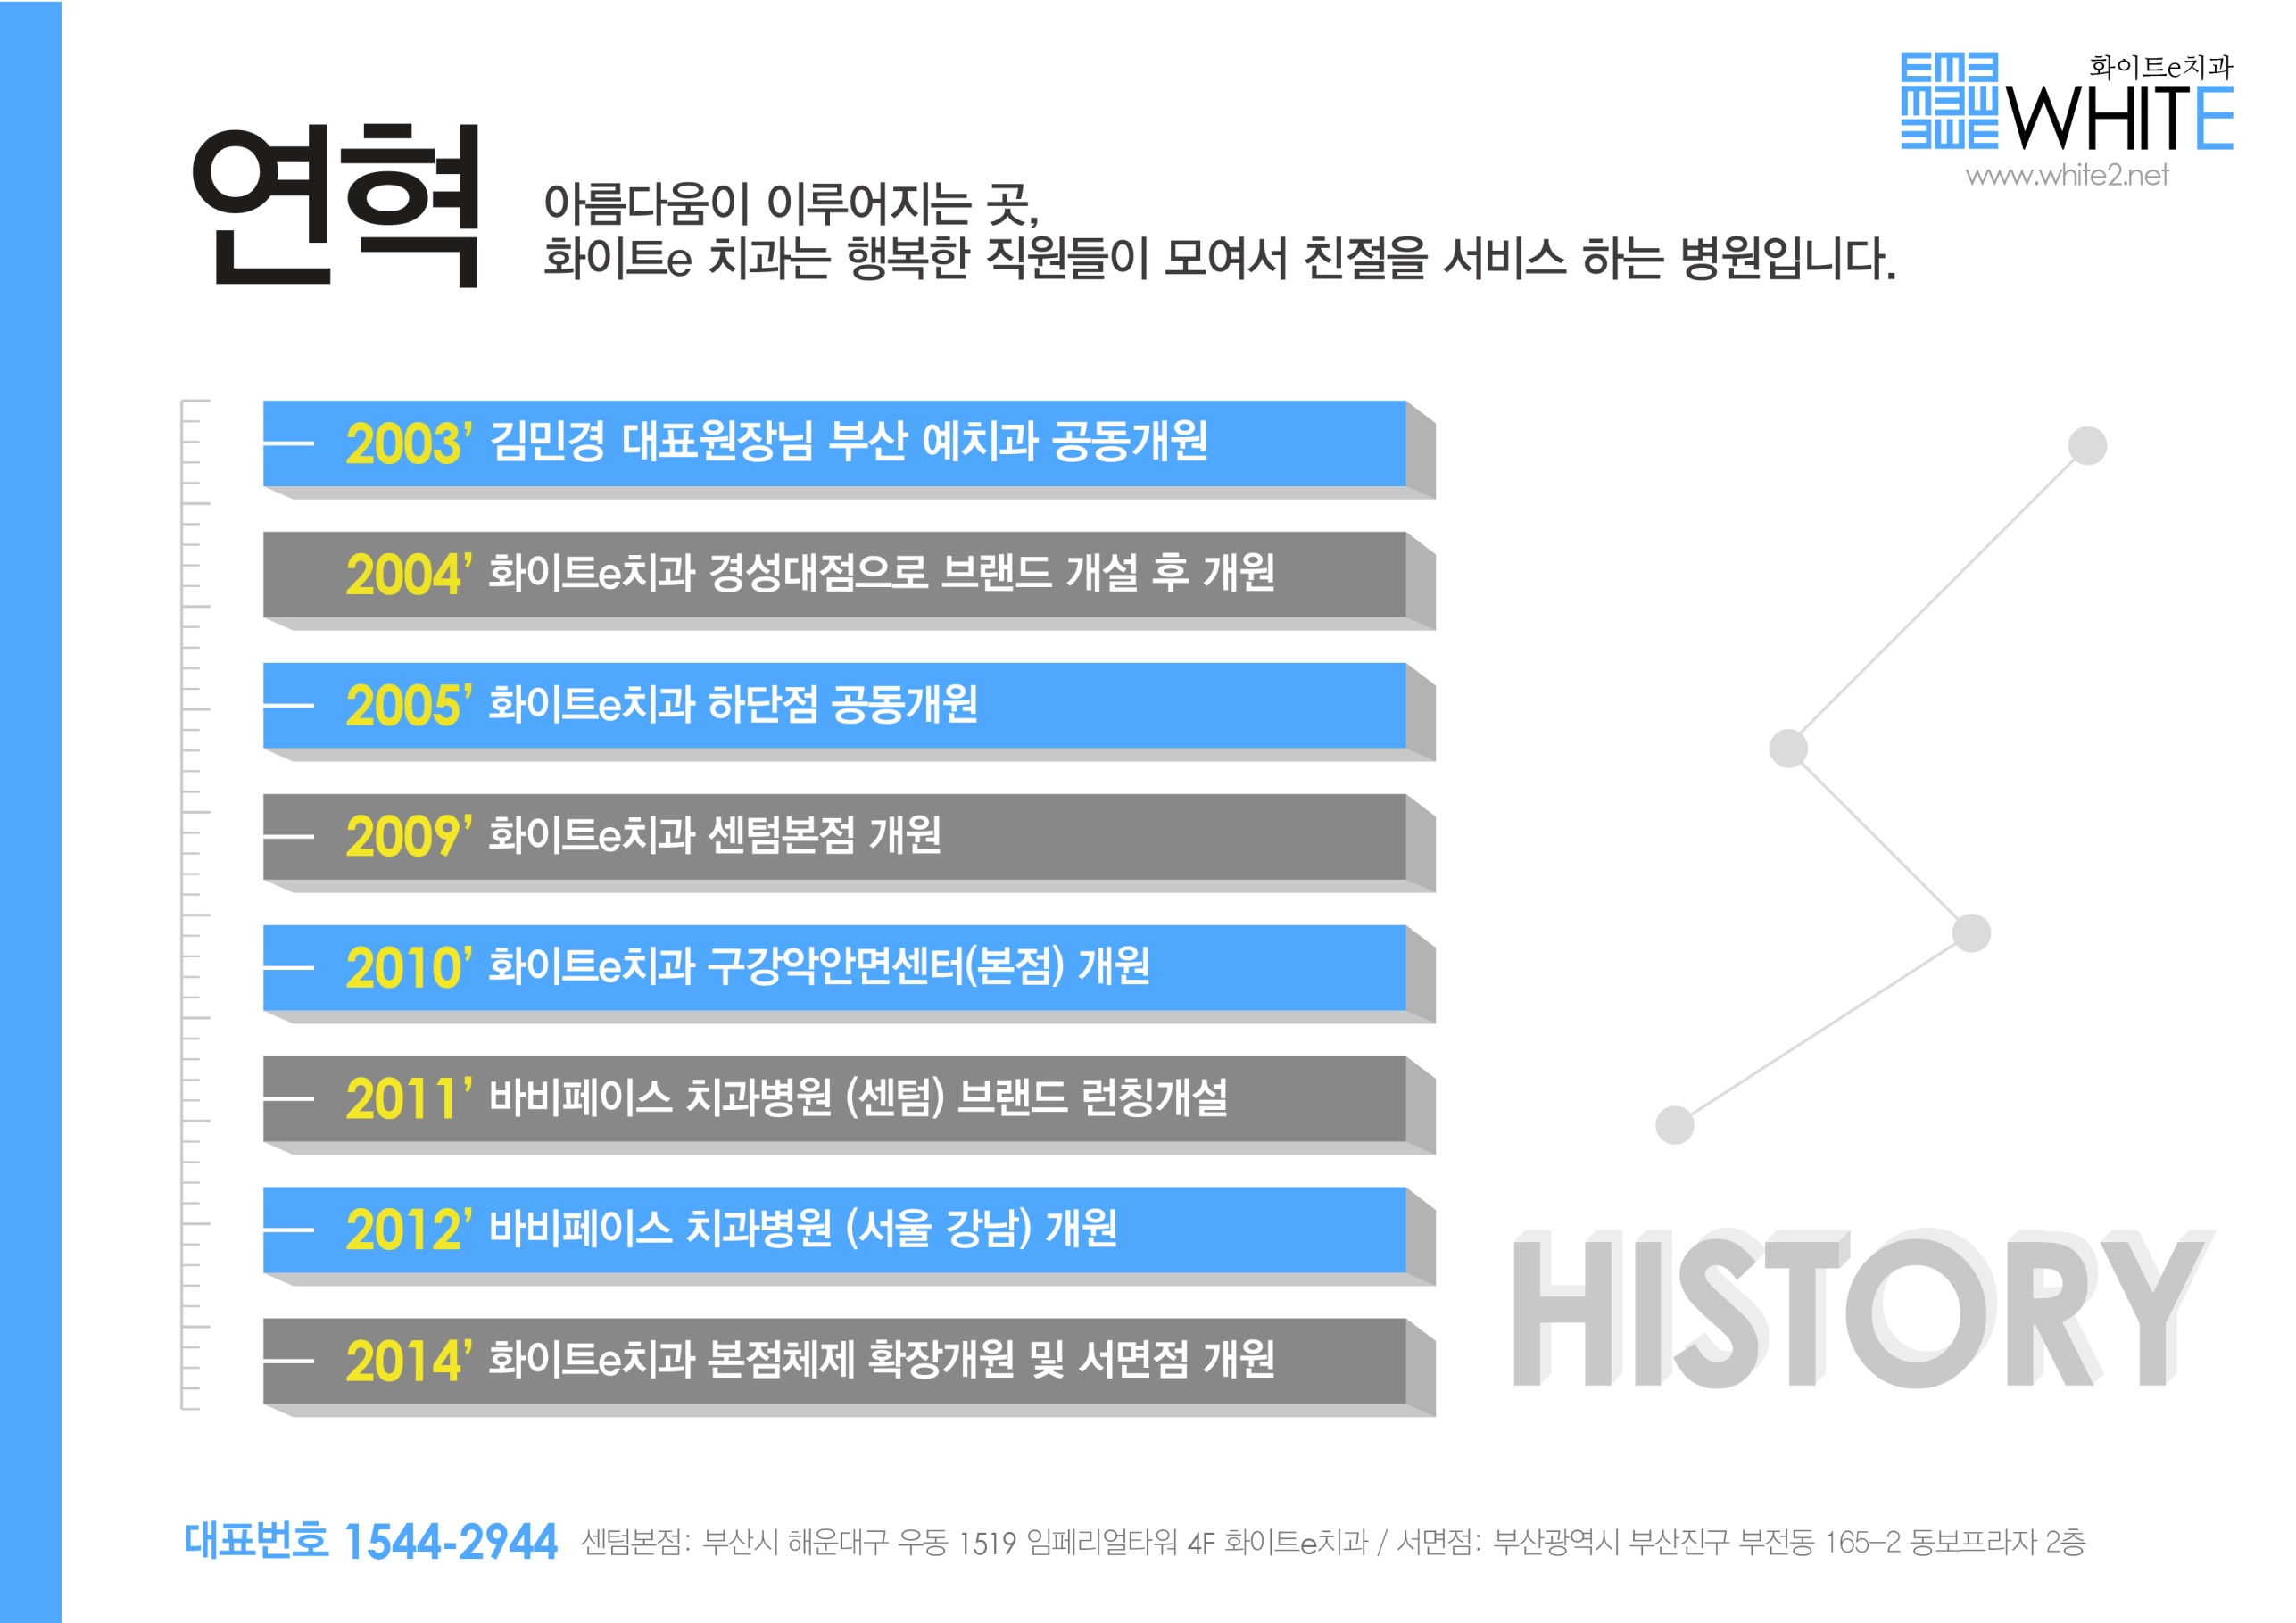 화이트e치과
WHITE
www.white2.net
연혁
아름다음이 이루어지는 곳,
화이트e 치과는 행복한 직원들이 모여서 친절을 서비스 하는 병원입니다.
2003’ 김미경 대표원장님 부산 예치과 공동개원
2004’ 화이트e치과 경성대점으로 브랜드 개설 후 개원
2005’ 화이트e치과 하단점 공동개원
2009’ 화이트e치과 센텀본점 개원
2010’ 화이트e치과 구강악안면센터(본점) 개원
2011’ 바비페이스 치과병원 (센텀) 브랜드 런칭개설
2012’ 바비페이스 치과병원 (서울 강남) 개원
2014’ 화이트e치과 본점체제 확장개원 및 서면점 개원
HISTORY
대표번호 1544-2944 센텀본점: 부산시 해운대구 우동 1519 임페리얼타워 4F 화이트e치과 / 서면점: 부산광역시 부산진구 부전동 165-2 동보프라자 2층